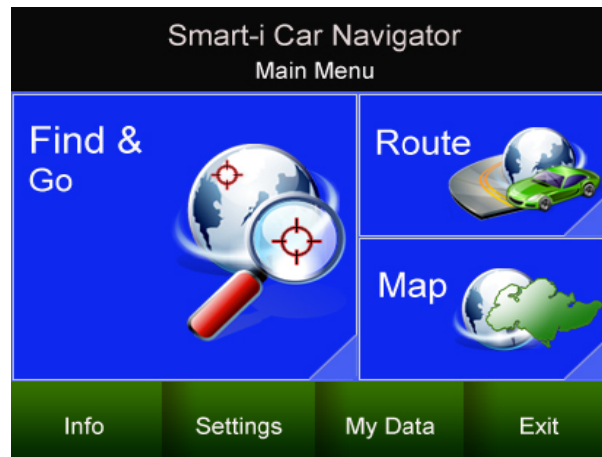 Smart-i Car Navigator
Main Menu
Find &
Go
Route
Map
Info
Settings
My Data
Exit